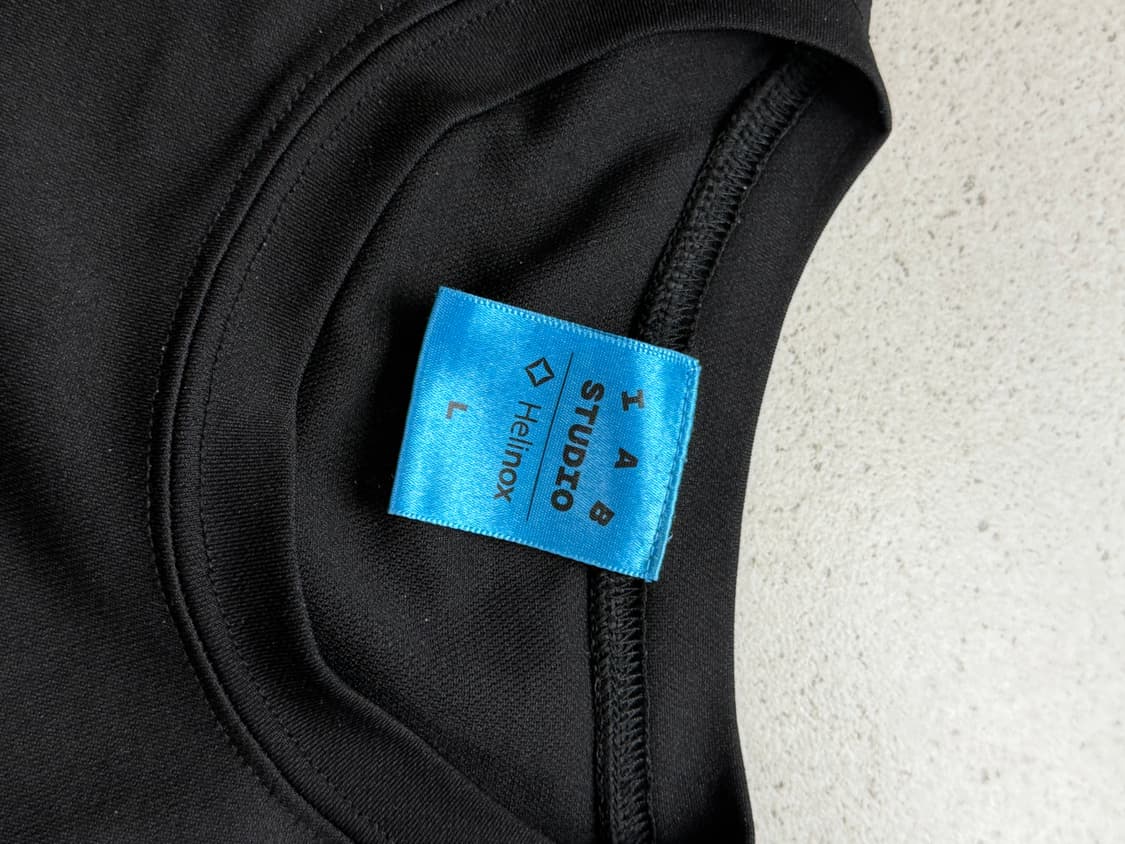 I A B
STUDIO
Helinox
L